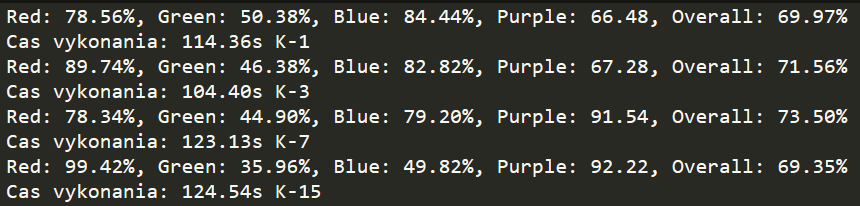 Red: 78.56%, Green: 50.38%, Blue: 84.44%, Purple: 66.48, Overall: 69.97%
Cas vykonania: 114.36s K-1
Red: 89.74%, Green: 46.38%, Blue: 82.82%, Purple: 67.28, Overall: 71.56%
Cas vykonania: 104.40s K-3
Red: 78.34%, Green: 44.90%, Blue: 79.20%, Purple: 91.54, Overall: 73.50%
Cas vykonania: 123.13s K-7
Red: 99.42%, Green: 35.96%, Blue: 49.82%, Purple: 92.22, Overall: 69.35%
Cas vykonania: 124.54s K-15